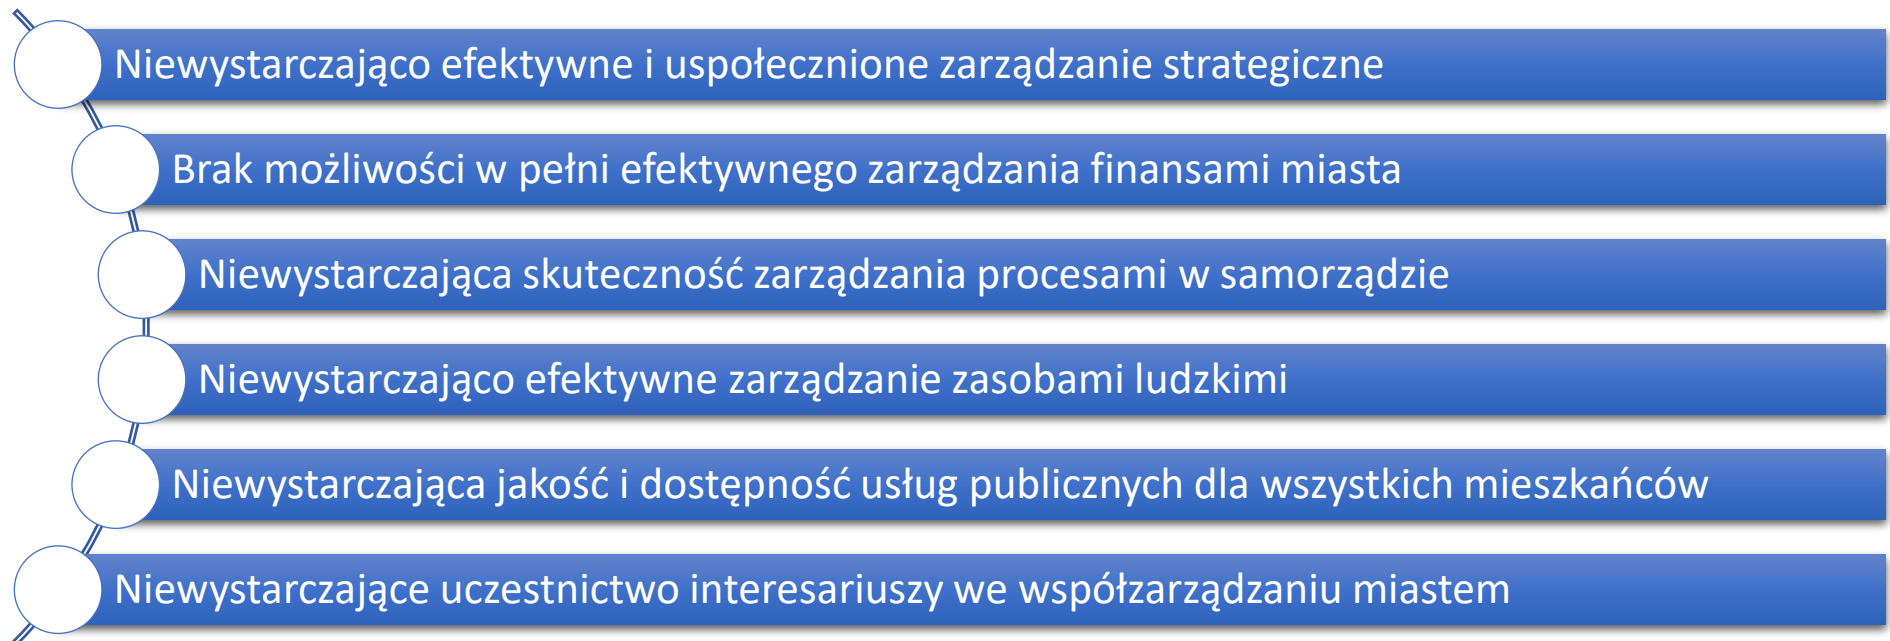 Niewystarczająco efektywne i uspołecznione zarządzanie strategiczne
Brak możliwości w pełni efektywnego zarządzania finansami miasta
Niewystarczająca skuteczność zarządzania procesami w samorządzie
Niewystarczająco efektywne zarządzanie zasobami ludzkimi
Niewystarczająca jakość i dostępność usług publicznych dla wszystkich mieszkańców
Niewystarczające uczestnictwo interesariuszy we współzarządzaniu miastem